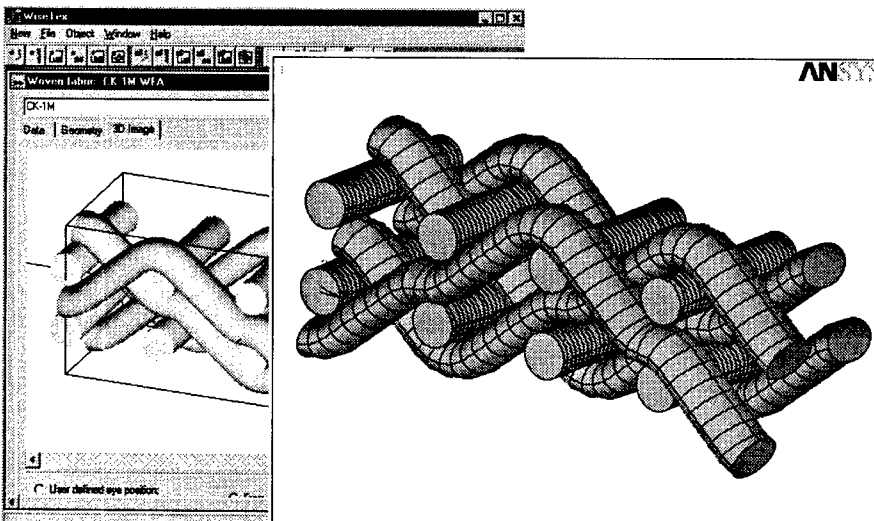 WiseTex
New File Object Window Help
Woven fabric: CK-1M.WFA
CK-1M
Data Geometry 3D Image
User defined eye position:
ANSYS